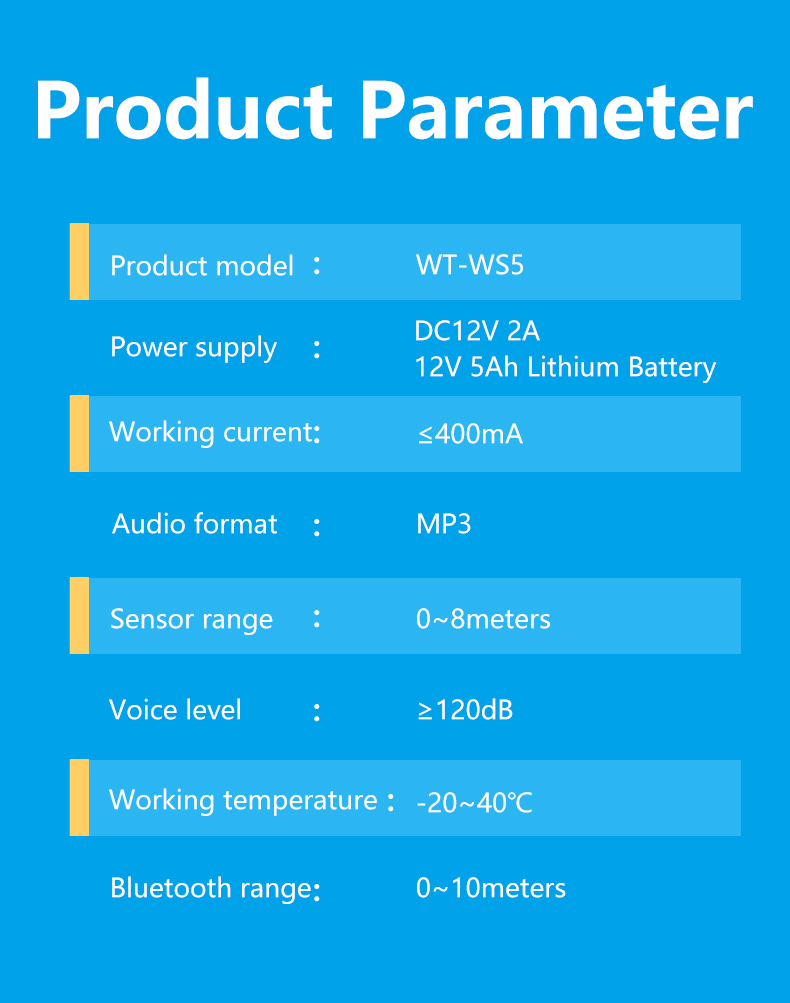 Product Parameter
Product model : WT-WS5
Power supply : DC12V 2A
12V 5Ah Lithium Battery
Working current: ≤400mA
Audio format : MP3
Sensor range : 0~8meters
Voice level : ≥120dB
Working temperature : -20~40℃
Bluetooth range: 0~10meters